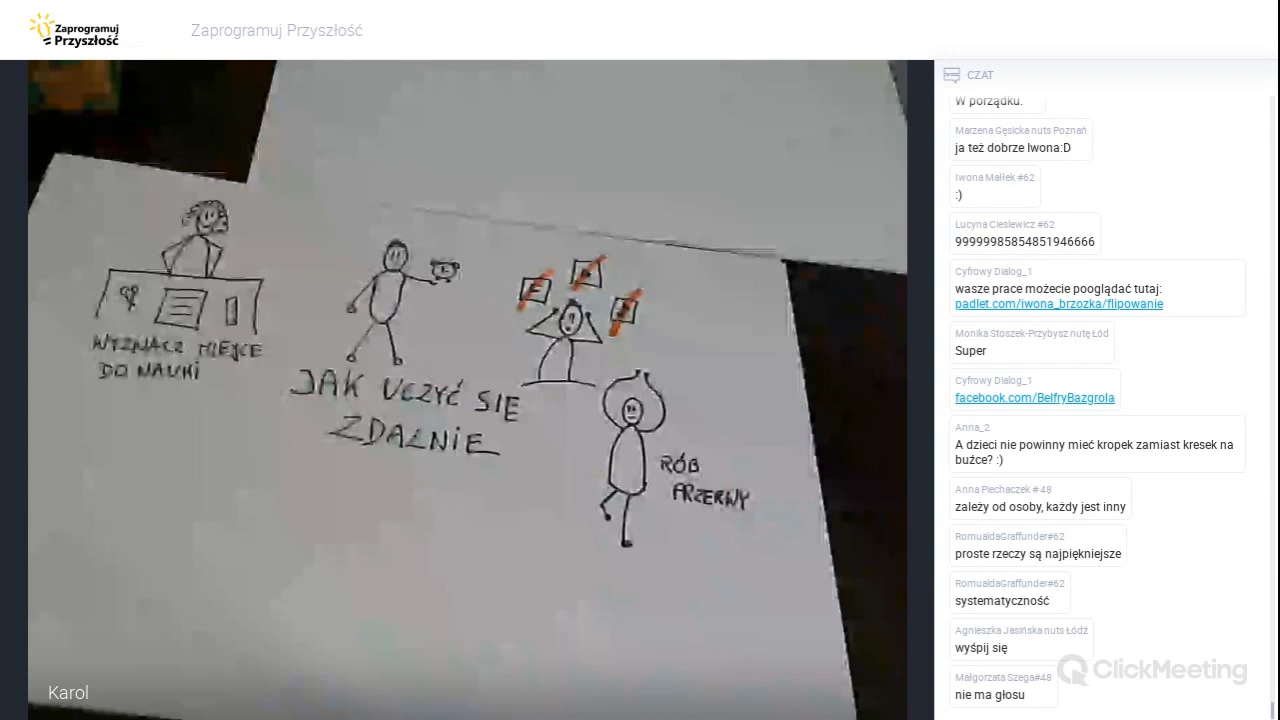 Zaprogramuj
Przyszłość
Zaprogramuj Przyszłość
WYZNACZ MIEJCE
DO NAUKI
JAK UCZYĆ SIĘ
ZDALNIE
RÓB
PRZERWY
Karol
CZAT
W porządku.
Marzena Gęsicka nuts Poznań
ja też dobrze Iwona:D
Iwona Małłek #62
:)
Lucyna Cieslewicz #62
99999985854851946666
Cyfrowy Dialog_1
wasze prace możecie pooglądać tutaj:
padlet.com/iwona_brzozka/flipowanie
Monika Stoszek-Przybysz nutę Łód
Super
Cyfrowy Dialog_1
facebook.com/BelfryBazgrola
Anna_2
A dzieci nie powinny mieć kropek zamiast kresek na
buźce? :)
Anna Piechaczek # 48
zależy od osoby, każdy jest inny
RomualdaGraffunder#62
proste rzeczy są najpiękniejsze
RomualdaGraffunder#62
systematyczność
Agnieszka Jasińska nuts Łódź
wyśpij się
Małgorzata Szega#48
nie ma głosu
ClickMeeting